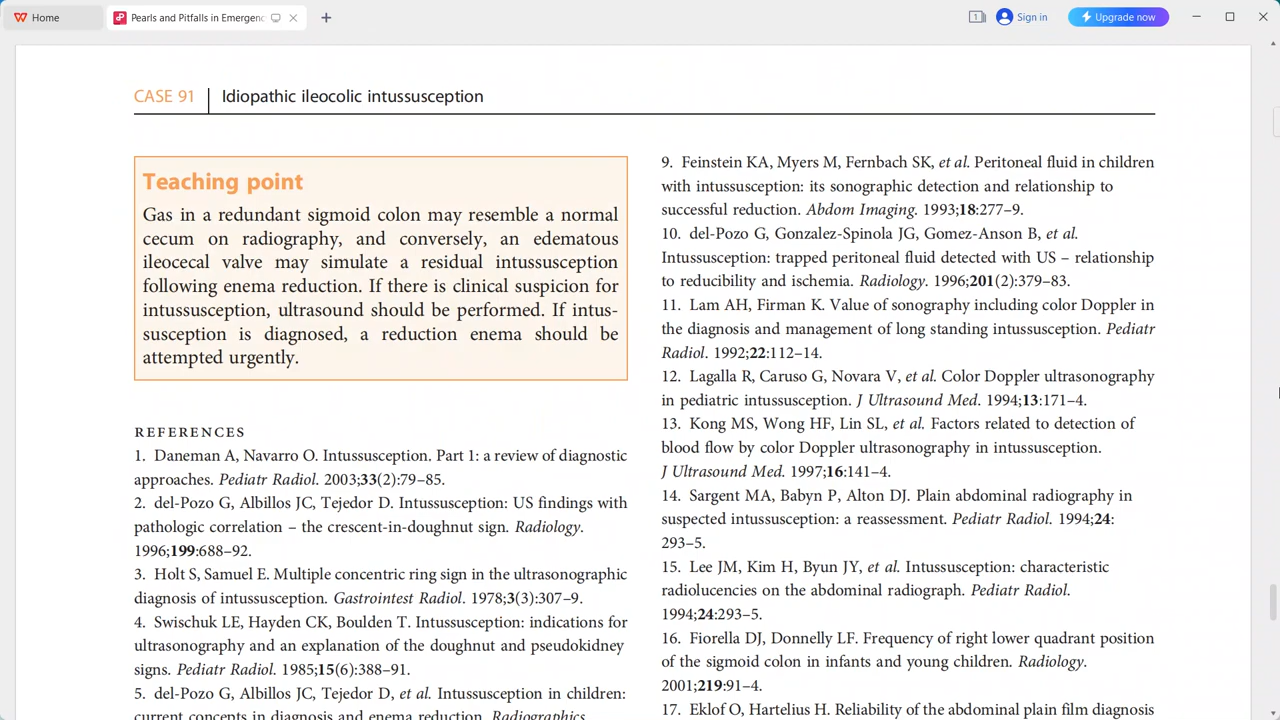 Home
Pearls and Pitfalls in Emergenc
1
Sign in
Upgrade now
CASE 91
Idiopathic ileocolic intussusception
Teaching point
Gas in a redundant sigmoid colon may resemble a normal
cecum on radiography, and conversely, an edematous
ileocecal valve may simulate a residual intussusception
following enema reduction. If there is clinical suspicion for
intussusception, ultrasound should be performed. If intus-
susception is diagnosed, a reduction enema should be
attempted urgently.
REFERENCES
1. Daneman A, Navarro O. Intussusception. Part 1: a review of diagnostic
approaches. Pediatr Radiol. 2003;33(2):79–85.
2. del-Pozo G, Albillos JC, Tejedor D. Intussusception: US findings with
pathologic correlation – the crescent-in-doughnut sign. Radiology.
1996;199:688–92.
3. Holt S, Samuel E. Multiple concentric ring sign in the ultrasonographic
diagnosis of intussusception. Gastrointest Radiol. 1978;3(3):307–9.
4. Swischuk LE, Hayden CK, Boulden T. Intussusception: indications for
ultrasonography and an explanation of the doughnut and pseudokidney
signs. Pediatr Radiol. 1985;15(6):388–91.
5. del-Pozo G, Albillos JC, Tejedor D, et al. Intussusception in children:
current concepts in diagnosis and enema reduction. Radiographics
9. Feinstein KA, Myers M, Fernbach SK, et al. Peritoneal fluid in children
with intussusception: its sonographic detection and relationship to
successful reduction. Abdom Imaging. 1993;18:277–9.
10. del-Pozo G, Gonzalez-Spinola JG, Gomez-Anson B, et al.
Intussusception: trapped peritoneal fluid detected with US – relationship
to reducibility and ischemia. Radiology. 1996;201(2):379–83.
11. Lam AH, Firman K. Value of sonography including color Doppler in
the diagnosis and management of long standing intussusception. Pediatr
Radiol. 1992;22:112–14.
12. Lagalla R, Caruso G, Novara V, et al. Color Doppler ultrasonography
in pediatric intussusception. J Ultrasound Med. 1994;13:171–4.
13. Kong MS, Wong HF, Lin SL, et al. Factors related to detection of
blood flow by color Doppler ultrasonography in intussusception.
J Ultrasound Med. 1997;16:141–4.
14. Sargent MA, Babyn P, Alton DJ. Plain abdominal radiography in
suspected intussusception: a reassessment. Pediatr Radiol. 1994;24:
293–5.
15. Lee JM, Kim H, Byun JY, et al. Intussusception: characteristic
radiolucencies on the abdominal radiograph. Pediatr Radiol.
1994;24:293–5.
16. Fiorella DJ, Donnelly LF. Frequency of right lower quadrant position
of the sigmoid colon in infants and young children. Radiology.
2001;219:91–4.
17. Eklof O, Hartelius H. Reliability of the abdominal plain film diagnosis